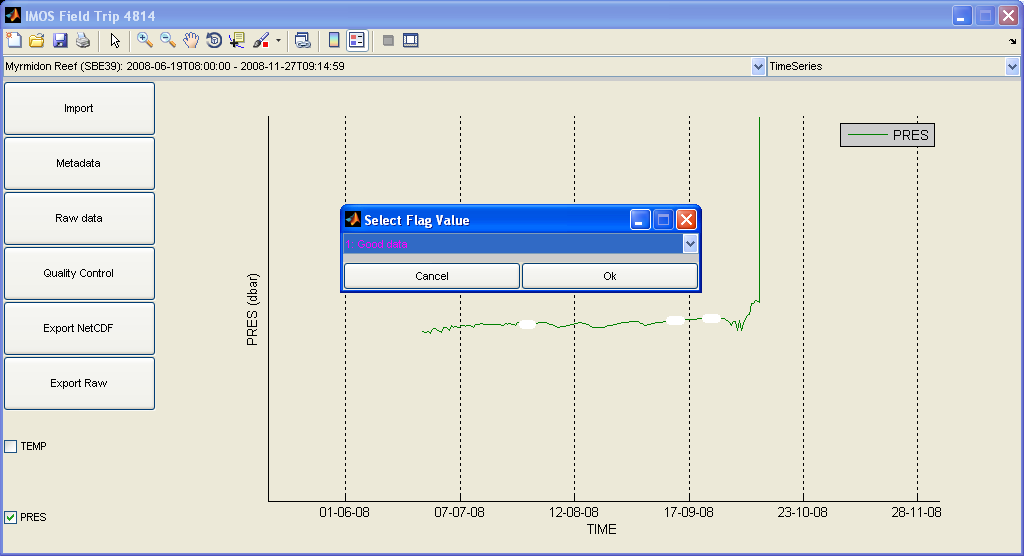 IMOS Field Trip 4814
Myrmidon Reef (SBE39): 2008-06-19T08:00:00 - 2008-11-27T09:14:59
TimeSeries
Import
Metadata
Raw data
Quality Control
Export NetCDF
Export Raw
TEMP
PRES
PRES
Select Flag Value
1: Good data
Cancel
Ok
PRES (dbar)
01-06-08
07-07-08
12-08-08
17-09-08
23-10-08
28-11-08
TIME